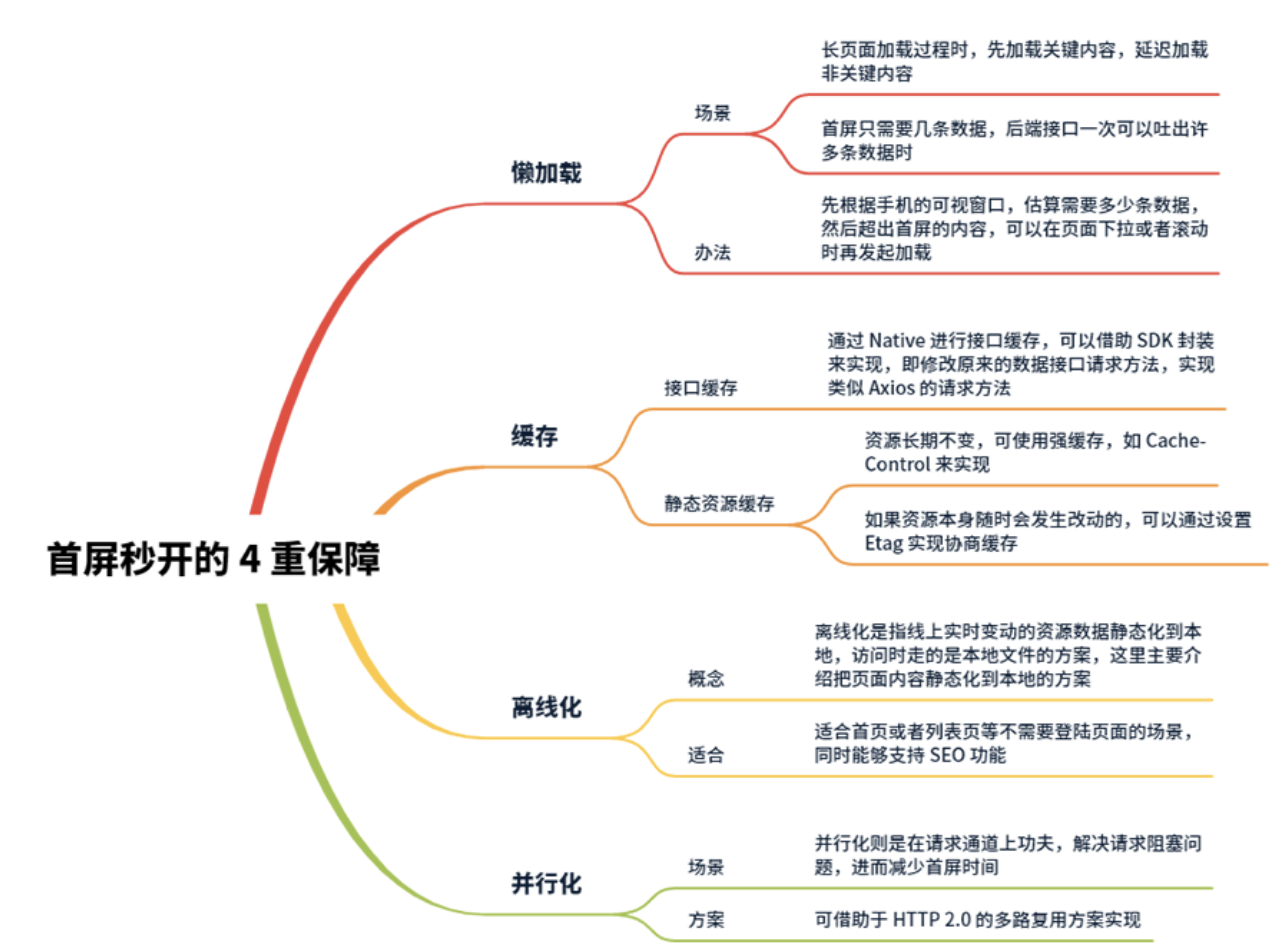 首屏秒开的 4 重保障
懒加载
场景
长页面加载过程时，先加载关键内容，延迟加载
非关键内容
首屏只需要几条数据，后端接口一次可以吐出许
多条数据时
办法
先根据手机的可视窗口，估算需要多少条数据，
然后超出首屏的内容，可以在页面下拉或者滚动
时再发起加载
缓存
接口缓存
通过 Native 进行接口缓存，可以借助 SDK 封装
来实现，即修改原来的数据接口请求方法，实现
类似 Axios 的请求方法
静态资源缓存
资源长期不变，可使用强缓存，如 Cache-
Control 来实现
如果资源本身随时会发生改动的，可以通过设置
Etag 实现协商缓存
离线化
概念
离线化是指线上实时变动的资源数据静态化到本
地，访问时走的是本地文件的方案，这里主要介
绍把页面内容静态化到本地的方案
适合
适合首页或者列表页等不需要登陆页面的场景，
同时能够支持 SEO 功能
并行化
场景
并行化则是在请求通道上功夫，解决请求阻塞问
题，进而减少首屏时间
方案
可借助于 HTTP 2.0 的多路复用方案实现